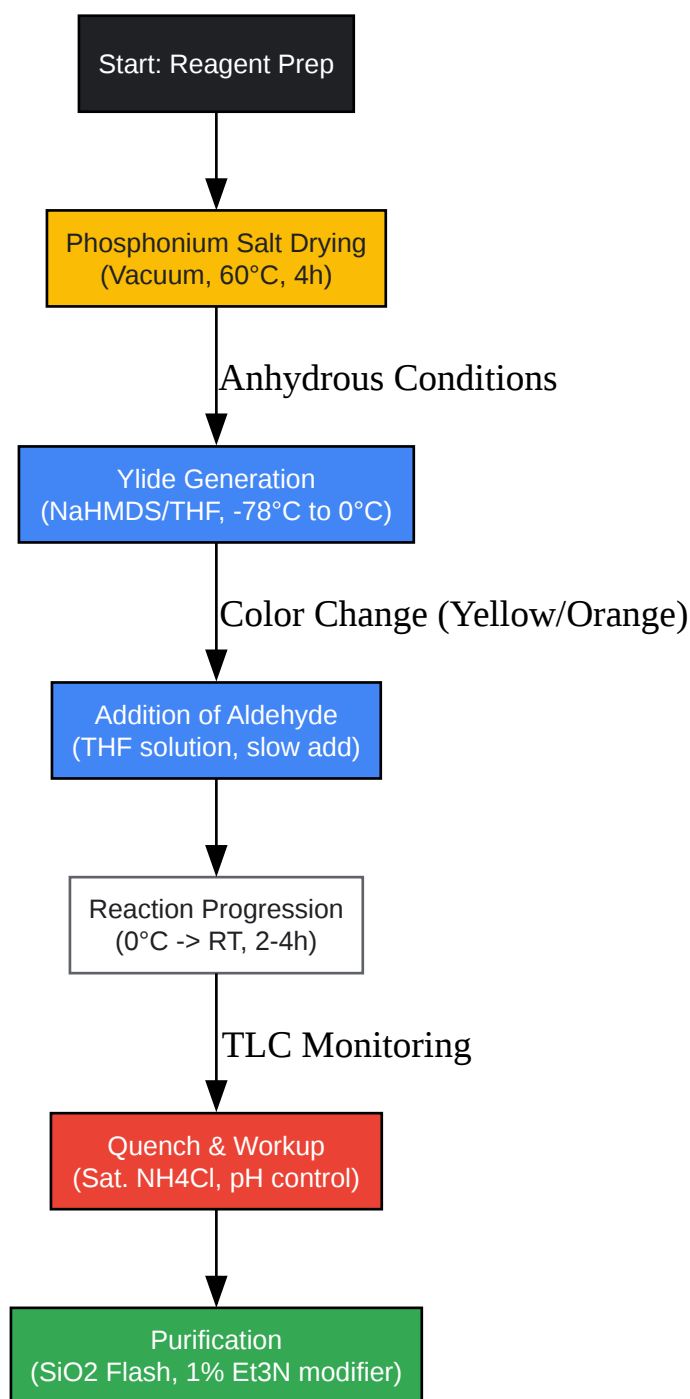 Start: Reagent Prep
Phosphonium Salt Drying
(Vacuum, 60°C, 4h)
Anhydrous Conditions
Ylide Generation
(NaHMDS/THF, -78°C to 0°C)
Color Change (Yellow/Orange)
Addition of Aldehyde
(THF solution, slow add)
Reaction Progression
(0°C -> RT, 2-4h)
TLC Monitoring
Quench & Workup
(Sat. NH4Cl, pH control)
Purification
(SiO2 Flash, 1% Et3N modifier)